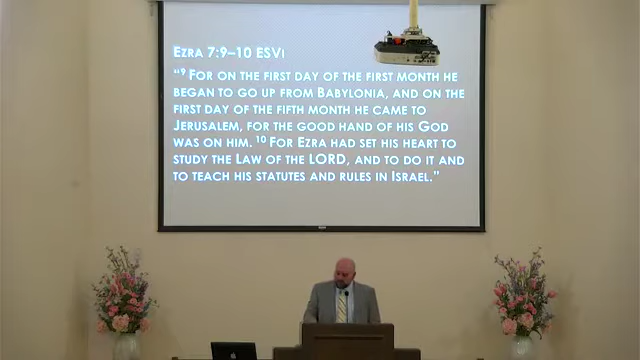 EZRA 7:9–10 ESVI
“⁹ FOR ON THE FIRST DAY OF THE FIRST MONTH HE
BEGAN TO GO UP FROM BABYLONIA, AND ON THE
FIRST DAY OF THE FIFTH MONTH HE CAME TO
JERUSALEM, FOR THE GOOD HAND OF HIS GOD
WAS ON HIM. ¹⁰ FOR EZRA HAD SET HIS HEART TO
STUDY THE LAW OF THE LORD, AND TO DO IT AND
TO TEACH HIS STATUTES AND RULES IN ISRAEL.”